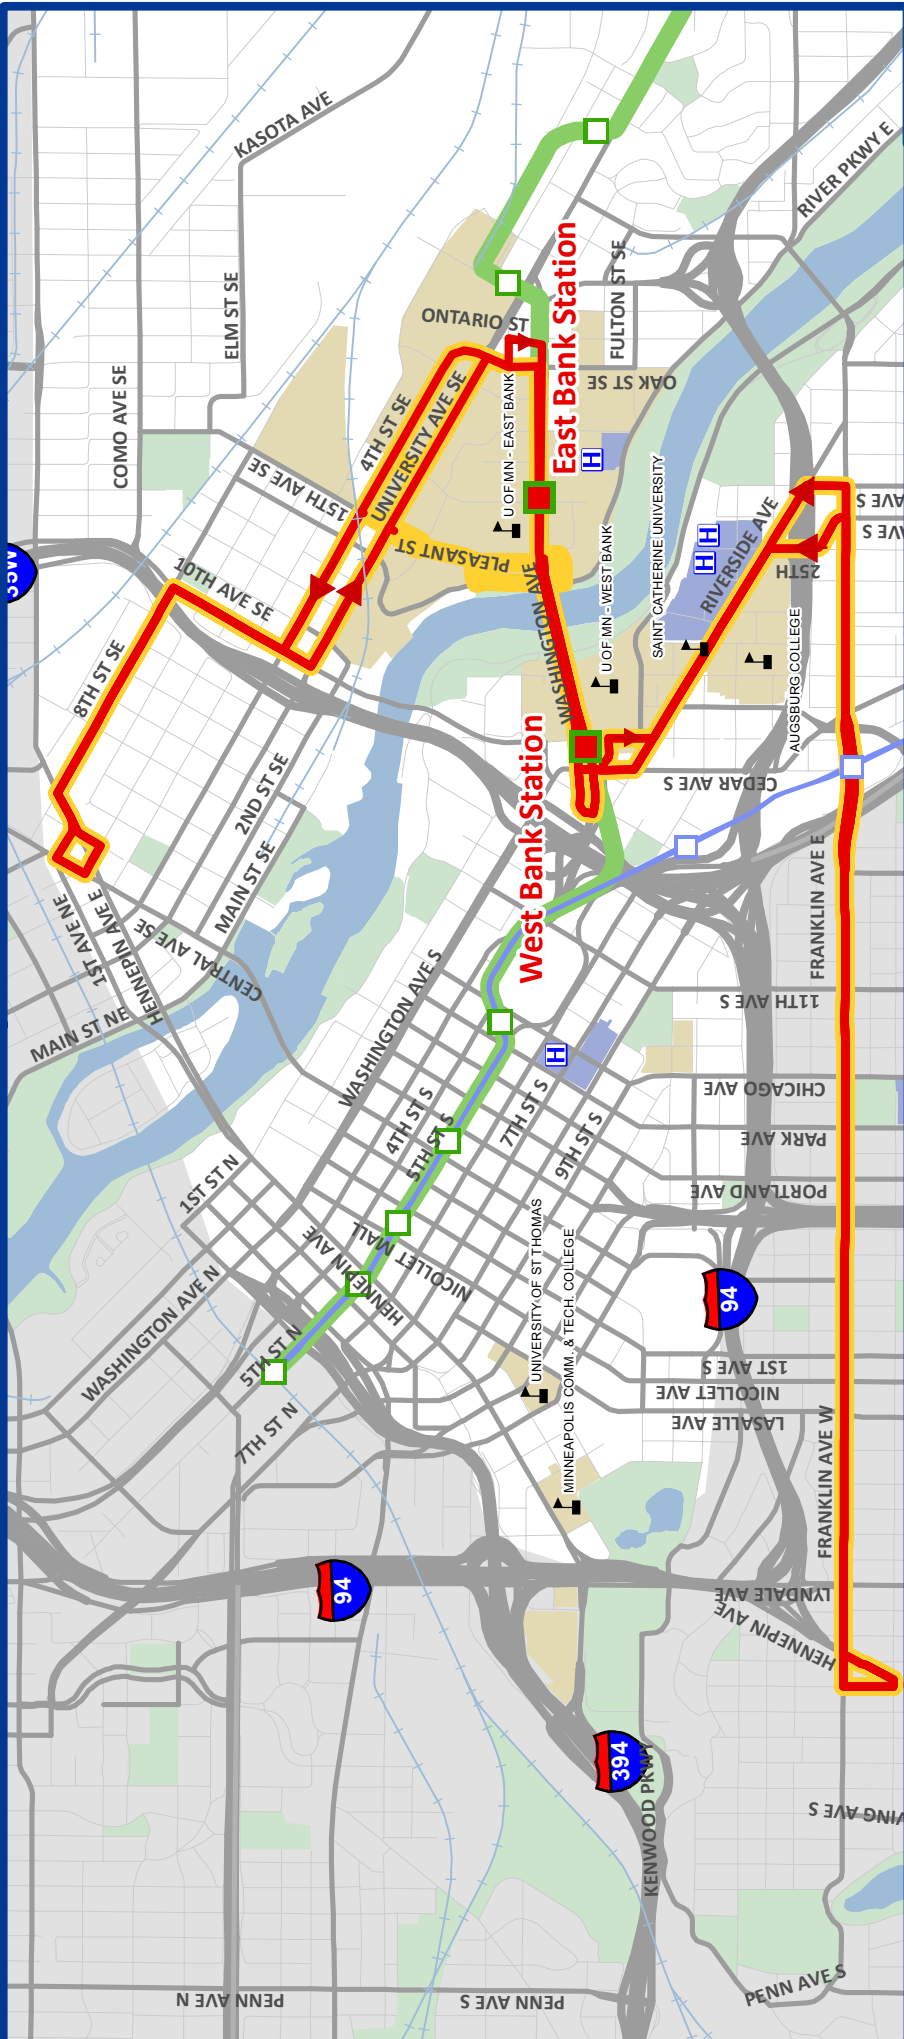 KASOTA AVE
ELM ST SE
COMO AVE SE
35W
10TH AVE SE
15TH AVE SE
4TH ST SE
UNIVERSITY AVE SE
ONTARIO ST
FULTON ST SE
OAK ST SE
RIVER PKWY E
East Bank Station
U OF MN - EAST BANK
H
PLEASANT ST
WASHINGTON AVE
U OF MN - WEST BANK
SAINT CATHERINE UNIVERSITY
H
H
RIVERSIDE AVE
25TH
AVE S
AVE S
AUGSBURG COLLEGE
8TH ST SE
2ND ST SE
MAIN ST SE
CENTRAL AVE SE
1ST AVE NE
HENNEPIN AVE E
MAIN ST NE
West Bank Station
CEDAR AVE S
FRANKLIN AVE E
11TH AVE S
CHICAGO AVE
PARK AVE
PORTLAND AVE
WASHINGTON AVE S
4TH ST S
5TH ST S
7TH ST S
9TH ST S
H
1ST ST N
HENNEPIN AVE
NICOLLET MALL
WASHINGTON AVE N
5TH ST N
7TH ST N
UNIVERSITY OF ST THOMAS
MINNEAPOLIS COMM. & TECH. COLLEGE
94
1ST AVE S
NICOLLET AVE
LASALLE AVE
FRANKLIN AVE W
LYNDALE AVE
HENNEPIN AVE
94
394
KENWOOD PKWY
VING AVE S
PENN AVE N
PENN AVE S
PENN AVE S